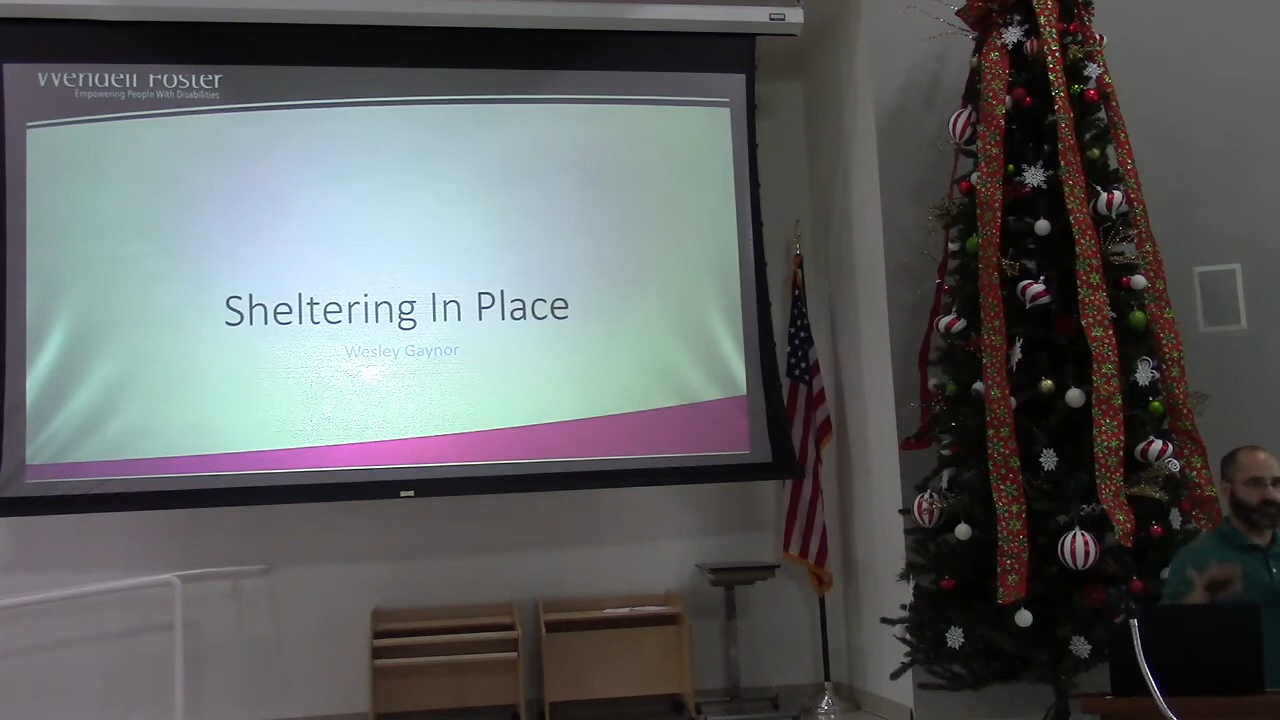 Wendell Foster
Empowering People With Disabilities
Sheltering In Place
Wesley Gaynor